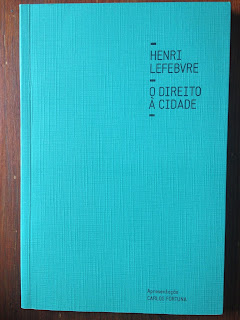 HENRI
LEFEBVRE
O DIREITO
À CIDADE
Apresentação
CARLOS FORTUNA